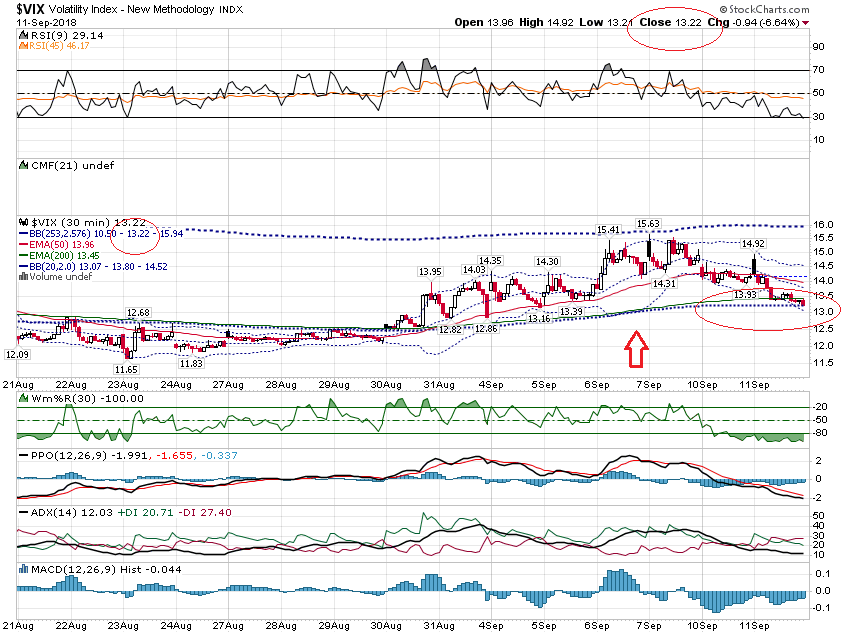 $VIX Volatility Index - New Methodology INDX © StockCharts.com
11-Sep-2018 Open 13.96 High 14.92 Low 13.21 Close 13.22 Chg -0.94 (-6.64%)
RSI(9) 29.14
RSI(45) 46.17
90
70
50
30
10
CMF(21) undef
$VIX (30 min) 13.22
BB(253,2.576) 10.50 - 13.22 - 15.94
EMA(50) 13.96
EMA(200) 13.45
BB(20,2.0) 13.07 - 13.80 - 14.52
Volume undef
16.0
15.5
15.0
14.5
14.0
13.5
13.0
12.5
12.0
11.5
12.09
11.65
12.68
11.83
13.95
12.82
14.03
14.35
12.86
13.16
14.30
13.39
15.41
15.63
14.31
13.93
14.92
21Aug 22Aug 23Aug 24Aug 27Aug 28Aug 29Aug 30Aug 31Aug 4Sep 5Sep 6Sep 7Sep 10Sep 11Sep
Wm%R(30) -100.00
-20
-50
-80
PPO(12,26,9) -1.991, -1.655, -0.337
2
0
-2
ADX(14) 12.03 +DI 20.71 -DI 27.40
50
40
30
20
10
MACD(12,26,9) Hist -0.044
0.1
0.0
-0.1
21Aug 22Aug 23Aug 24Aug 27Aug 28Aug 29Aug 30Aug 31Aug 4Sep 5Sep 6Sep 7Sep 10Sep 11Sep